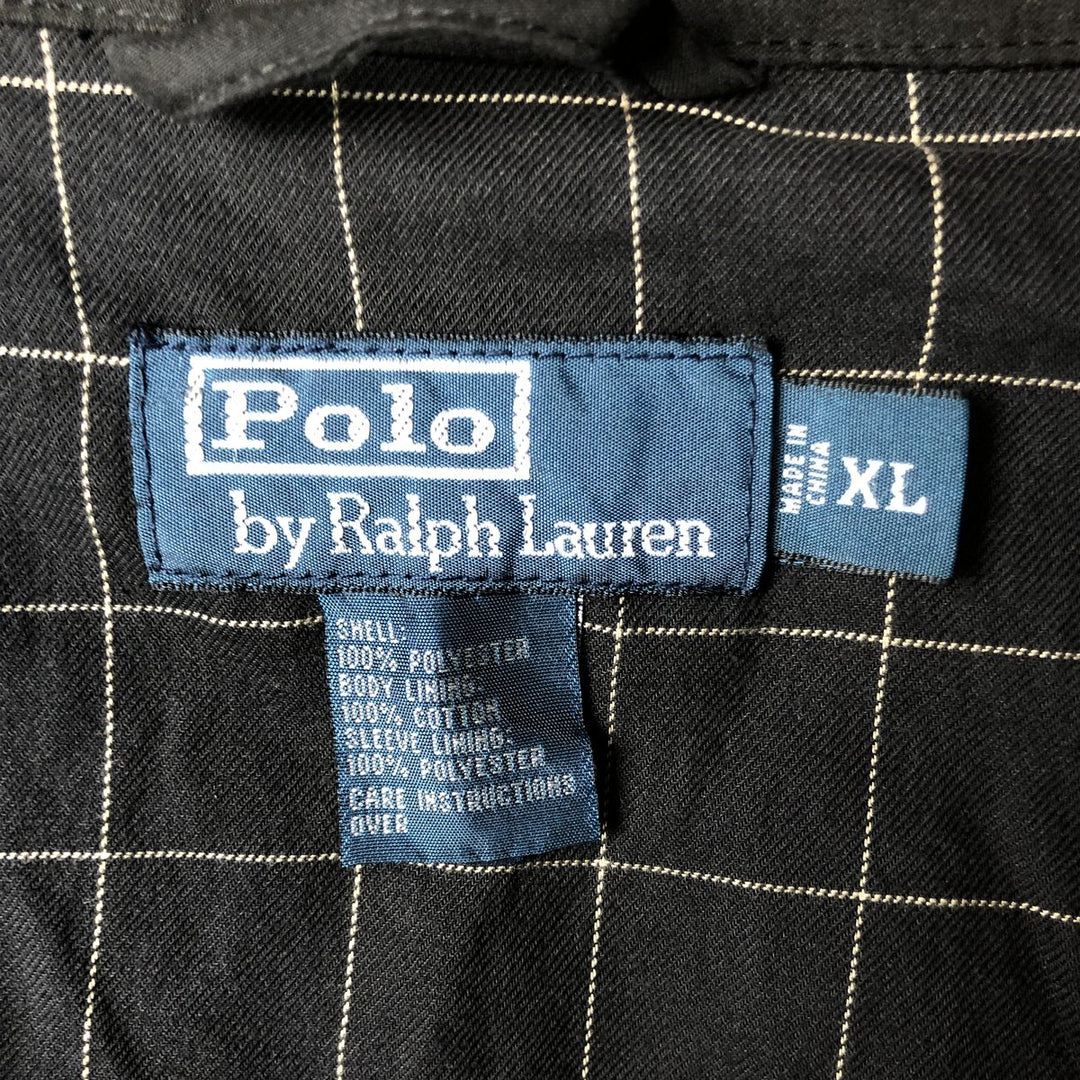 Polo
by Ralph Lauren
MADE IN
CHINA
XL
SHELL
100% POLYESTER
BODY LINING:
100% COTTON
SLEEVE LINING:
100% POLYESTER
CARE INSTRUCTIONS
OVER